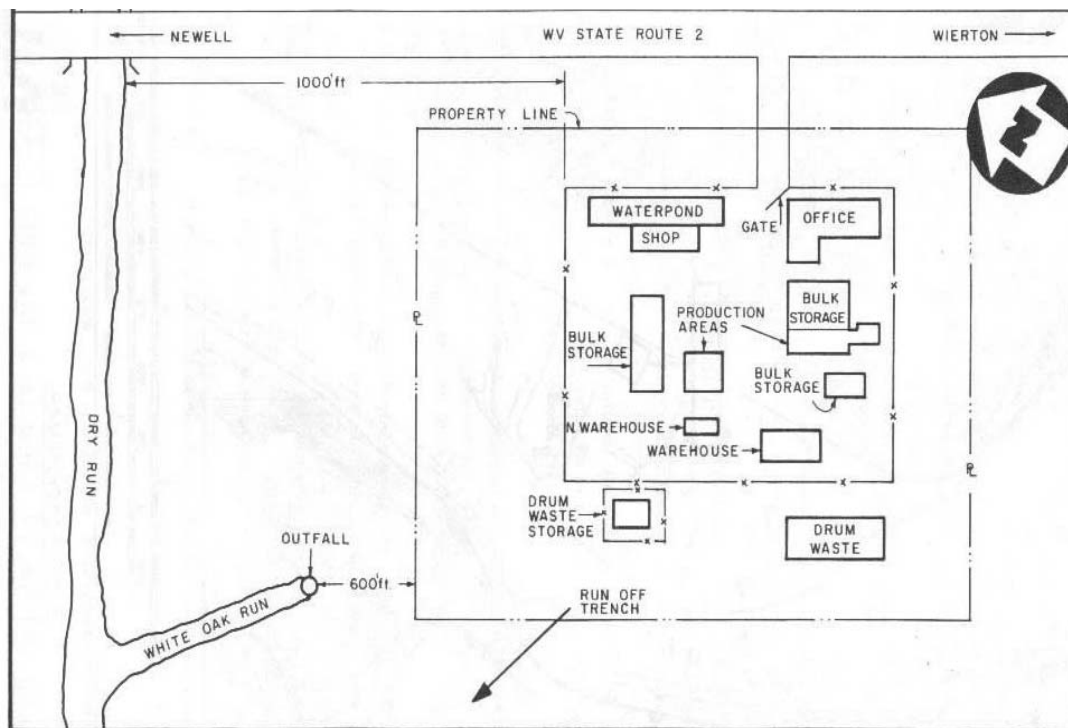 NEWELL
WV STATE ROUTE 2
WIERTON
1000'ft
PROPERTY LINE
N
WATERPOND
SHOP
GATE
OFFICE
PRODUCTION
AREAS
BULK
STORAGE
BULK
STORAGE
BULK
STORAGE
N.WAREHOUSE
WAREHOUSE
DRY RUN
PL
PL
DRUM
WASTE
STORAGE
DRUM
WASTE
OUTFALL
600'ft
RUN OFF
TRENCH
WHITE OAK RUN